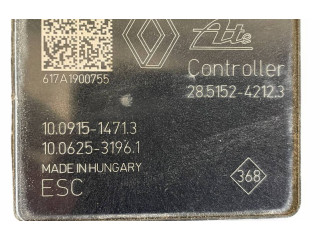 617A1900755
Ate
Controller
28.5152-4212.3
10.0915-1471.3
10.0625-3196.1
MADE IN HUNGARY
ESC
368